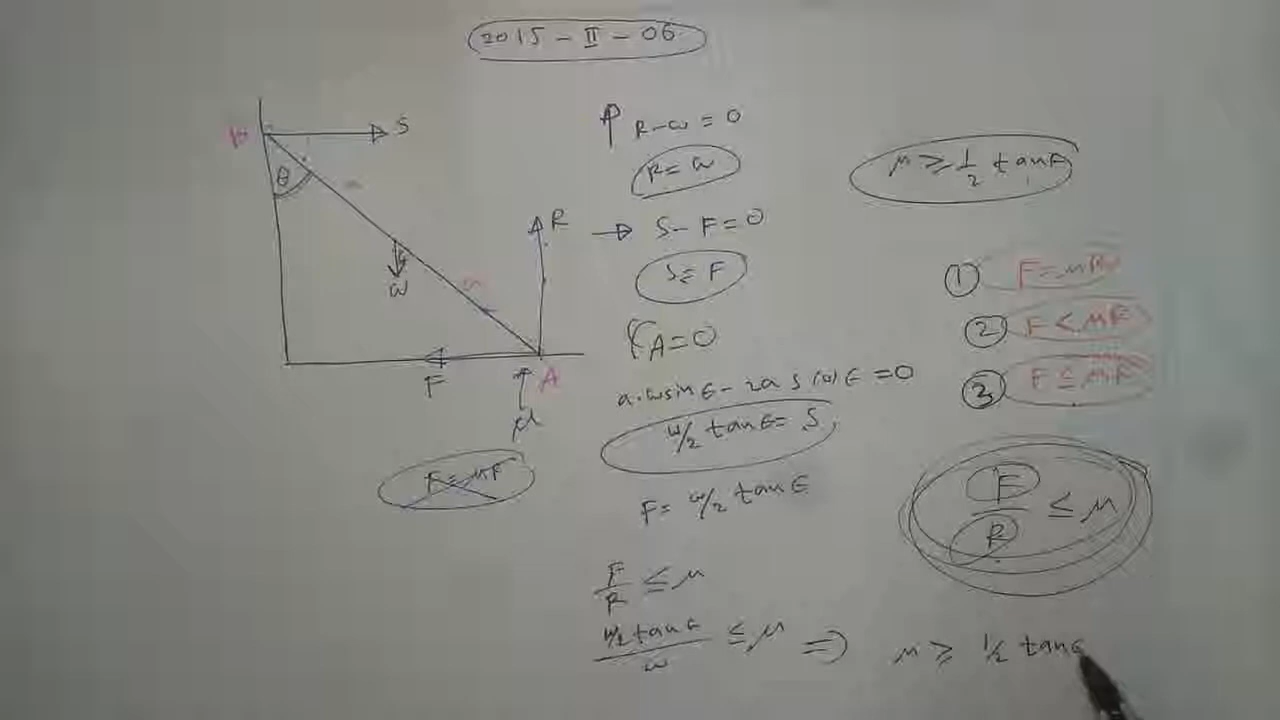 2015 - II - 06
B
S
θ
a
w
a
R
F
A
μ
↑ R-w = 0
R = w
→ S - F = 0
S = F
A = 0
a.w sin θ - 2a S cos θ = 0
w/2 tan θ = S
F = w/2 tan θ
F/R ≤ μ
(w/2 tan θ)/w ≤ μ ⇒ μ ≥ 1/2 tan θ
μ ≥ 1/2 tan θ
① F = μR
② F < μR
③ F ≤ μR
F/R ≤ μ